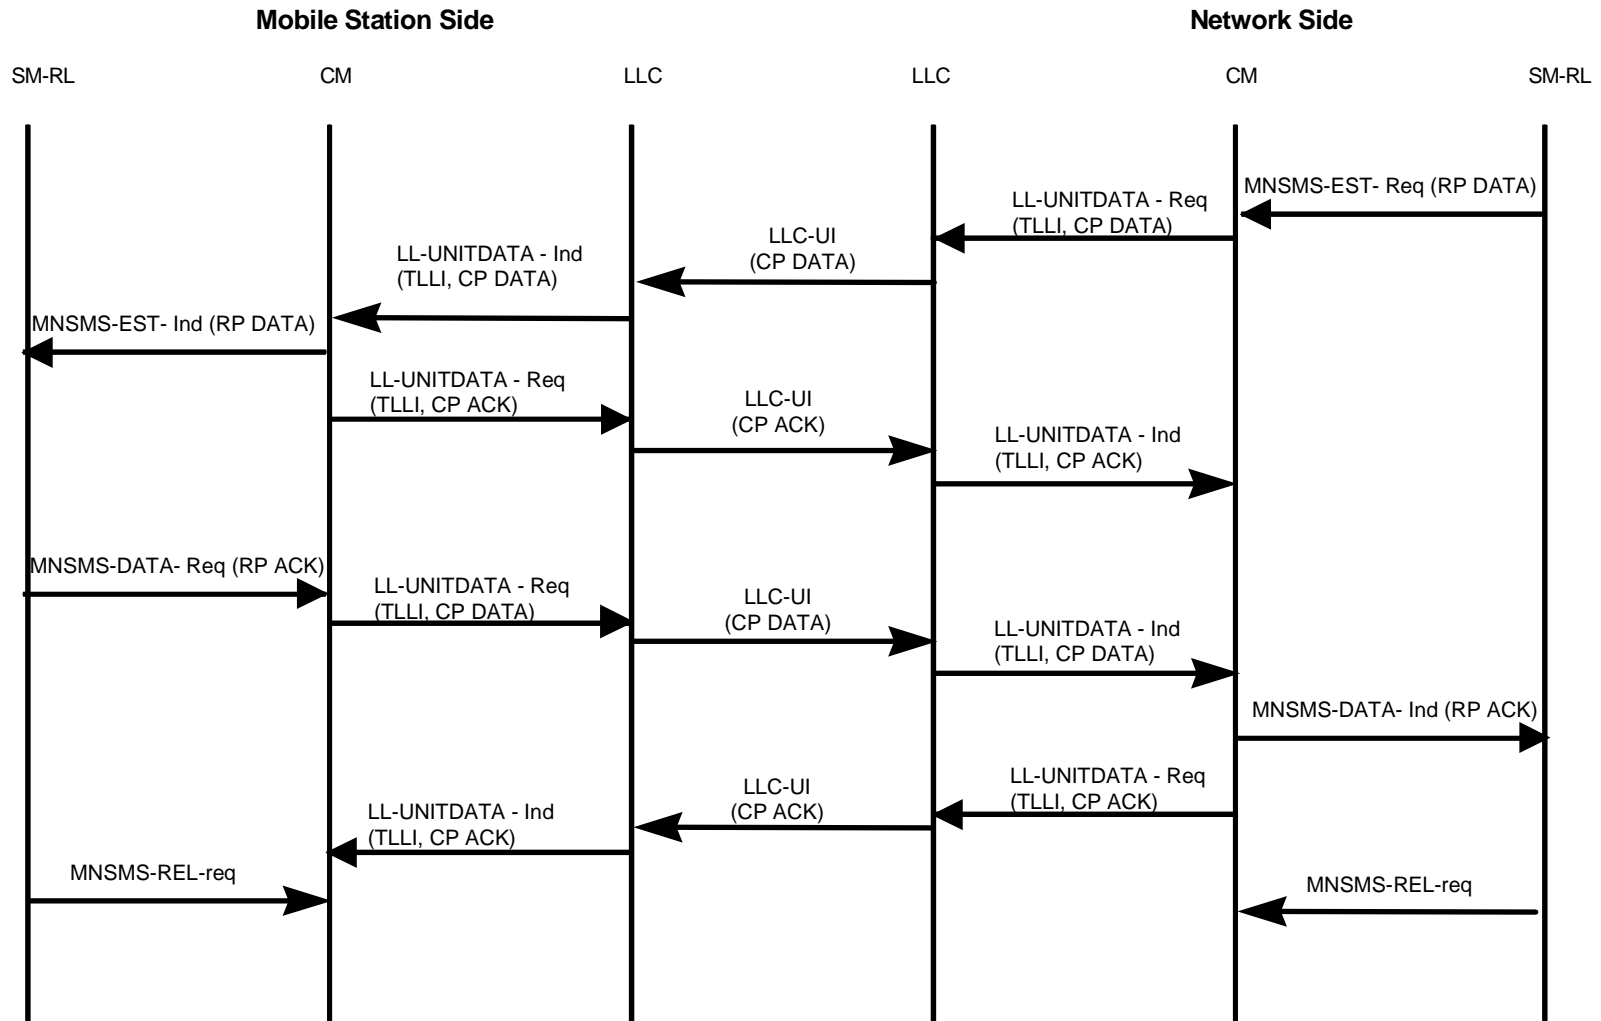 Mobile Station Side
Network Side
SM-RL
CM
LLC
LLC
CM
SM-RL
MNSMS-EST- Req (RP DATA)
LL-UNITDATA - Req
(TLLI, CP DATA)
LLC-UI
(CP DATA)
LL-UNITDATA - Ind
(TLLI, CP DATA)
MNSMS-EST- Ind (RP DATA)
LL-UNITDATA - Req
(TLLI, CP ACK)
LLC-UI
(CP ACK)
LL-UNITDATA - Ind
(TLLI, CP ACK)
MNSMS-DATA- Req (RP ACK)
LL-UNITDATA - Req
(TLLI, CP DATA)
LLC-UI
(CP DATA)
LL-UNITDATA - Ind
(TLLI, CP DATA)
MNSMS-DATA- Ind (RP ACK)
LL-UNITDATA - Req
(TLLI, CP ACK)
LLC-UI
(CP ACK)
LL-UNITDATA - Ind
(TLLI, CP ACK)
MNSMS-REL-req
MNSMS-REL-req